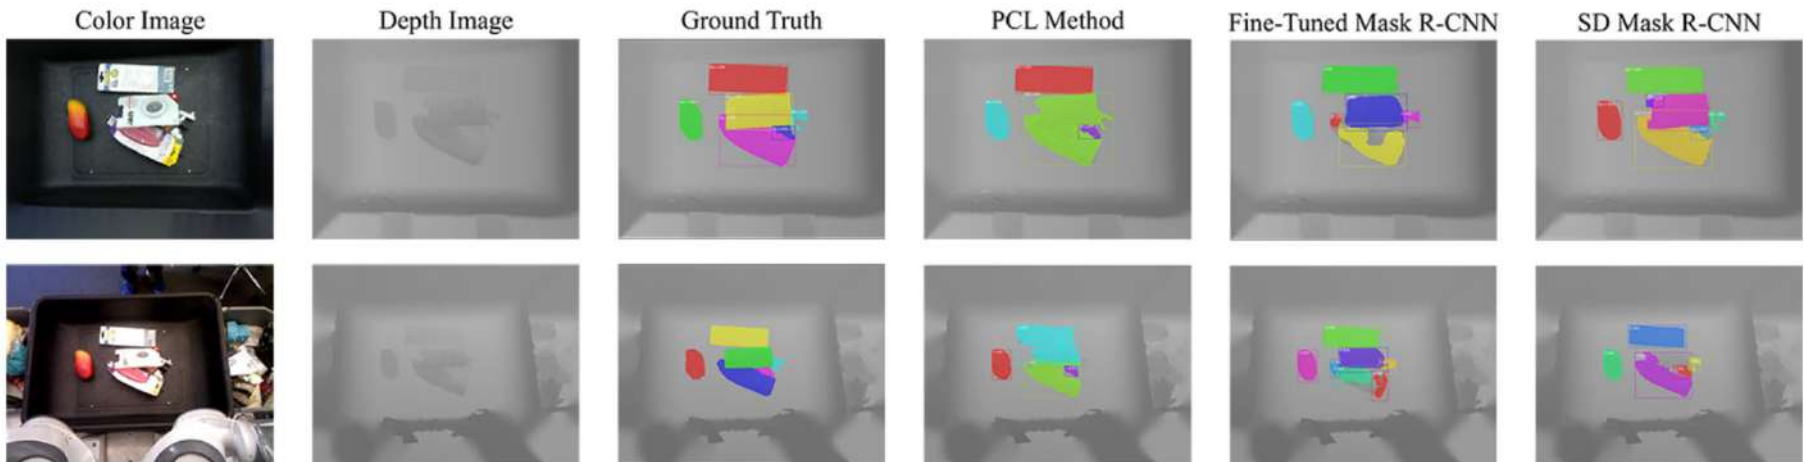 Color Image
Depth Image
Ground Truth
PCL Method
Fine-Tuned Mask R-CNN
SD Mask R-CNN